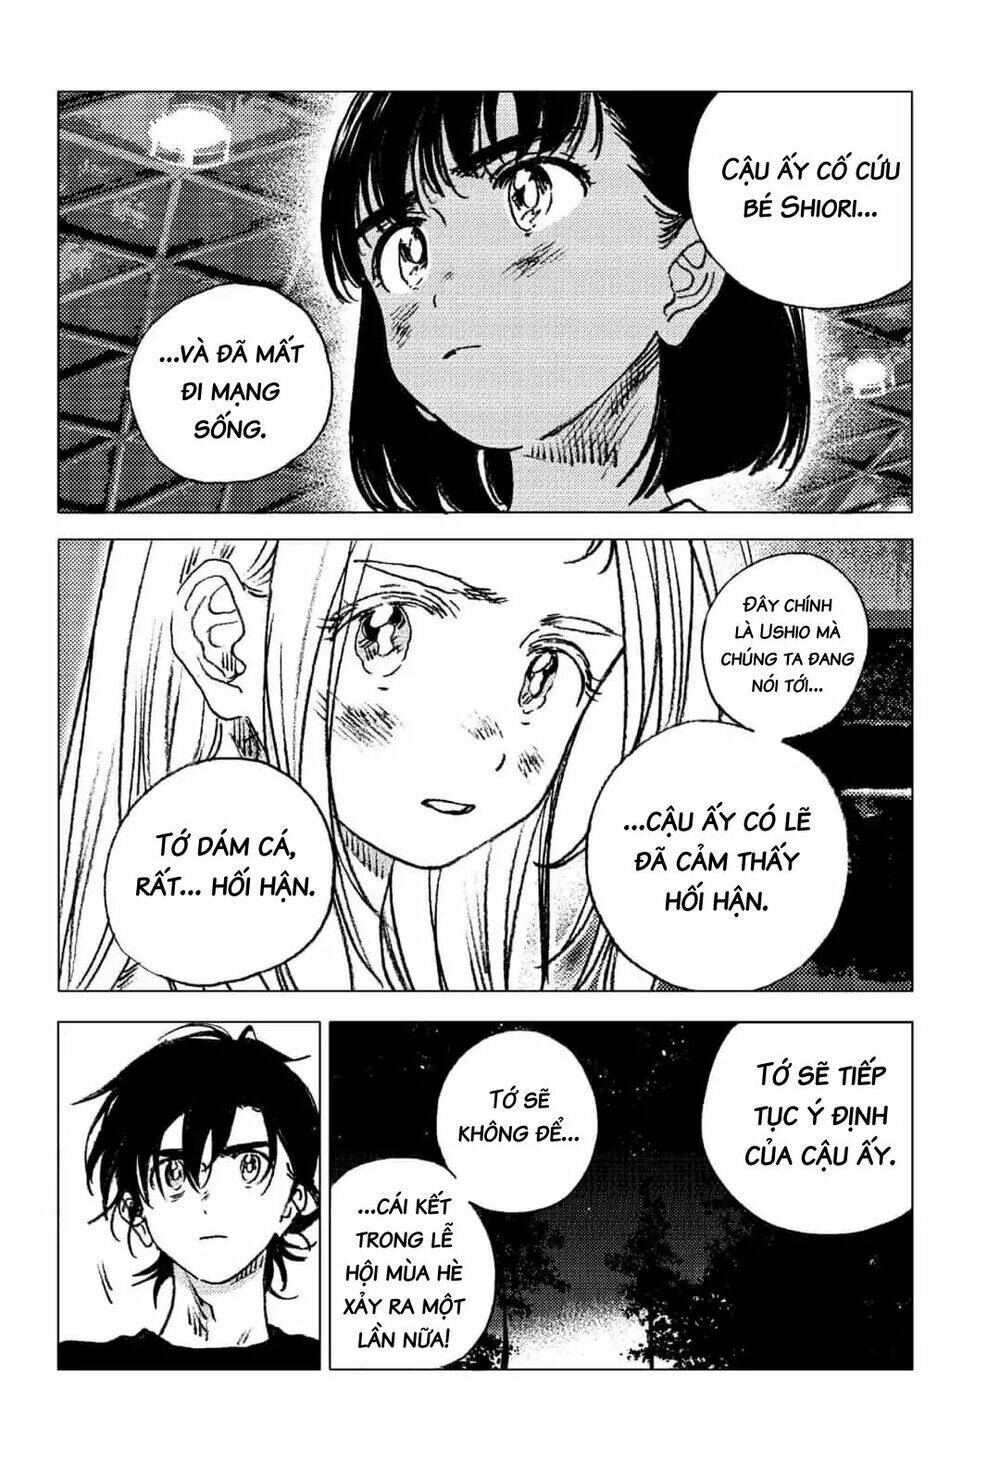 CẬU ẤY CỐ CỨU
BÉ SHIORI...
...VÀ ĐÃ MẤT
ĐI MẠNG
SỐNG.
ĐÂY CHÍNH
LÀ USHIO MÀ
CHÚNG TA ĐANG
NÓI TỚI...
...CẬU ẤY CÓ LẼ
ĐÃ CẢM THẤY
HỐI HẬN.
TỚ DÁM CÁ,
RẤT... HỐI HẬN.
TỚ SẼ TIẾP
TỤC Ý ĐỊNH
CỦA CẬU ẤY.
TỚ SẼ
KHÔNG ĐỂ...
...CÁI KẾT
TRONG LỄ
HỘI MÙA HÈ
XẢY RA MỘT
LẦN NỮA!